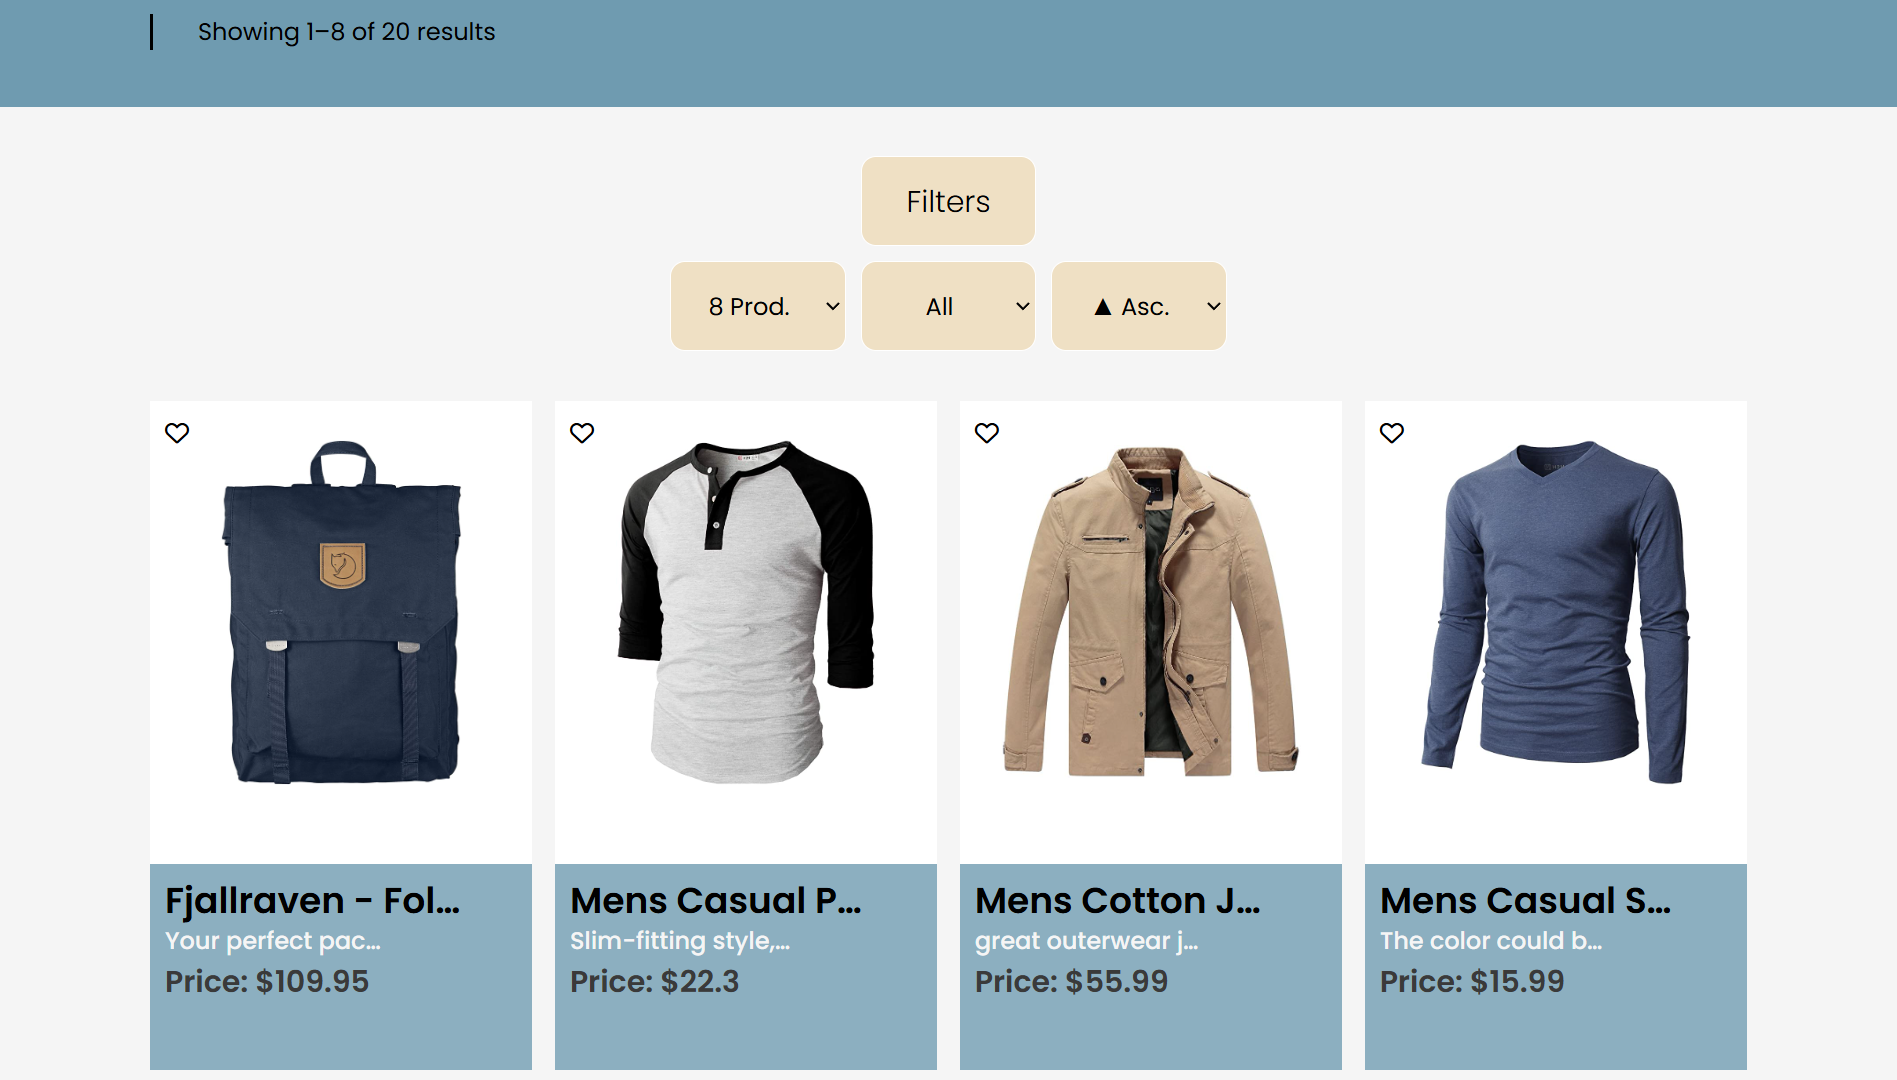 Showing 1–8 of 20 results
Filters
8 Prod.
All
▲ Asc.
Fjallraven - Fol...
Your perfect pac...
Price: $109.95
Mens Casual P...
Slim-fitting style,...
Price: $22.3
Mens Cotton J...
great outerwear j...
Price: $55.99
Mens Casual S...
The color could b...
Price: $15.99